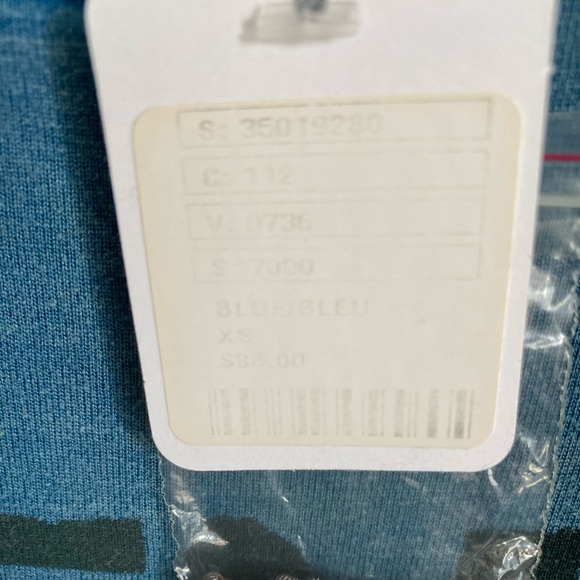 S: 35019280
C: 112
V: 0736
S: 7000
BLUE/BLEU
XS
$88.00